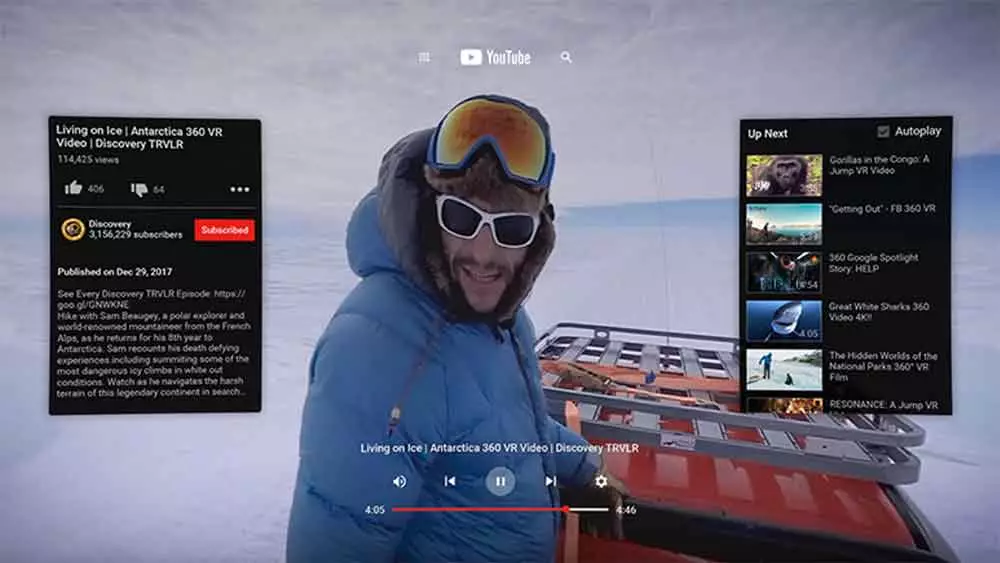 YouTube
Living on Ice | Antarctica 360 VR
Video | Discovery TRVLR
114,425 views
406
64
Discovery
3,156,229 subscribers
Subscribed
Published on Dec 29, 2017
See Every Discovery TRVLR Episode: https://
goo.gl/GNWKNE
Hike with Sam Beaugey, a polar explorer and
world-renowned mountaineer from the French
Alps, as he returns for his 8th year to
Antarctica. Sam recounts his death defying
experiences including summiting some of the
most dangerous icy climbs in white out
conditions. Watch as he navigates the harsh
terrain of this legendary continent in search...
Up Next
Autoplay
Gorillas in the Congo: A
Jump VR Video
"Getting Out" - FB 360 VR
360 Google Spotlight
Story: HELP
Great White Sharks 360
Video 4K!!
4:05
The Hidden Worlds of the
National Parks 360° VR
Film
RESONANCE: A Jump VR
Living on Ice | Antarctica 360 VR Video | Discovery TRVLR
4:05
4:46